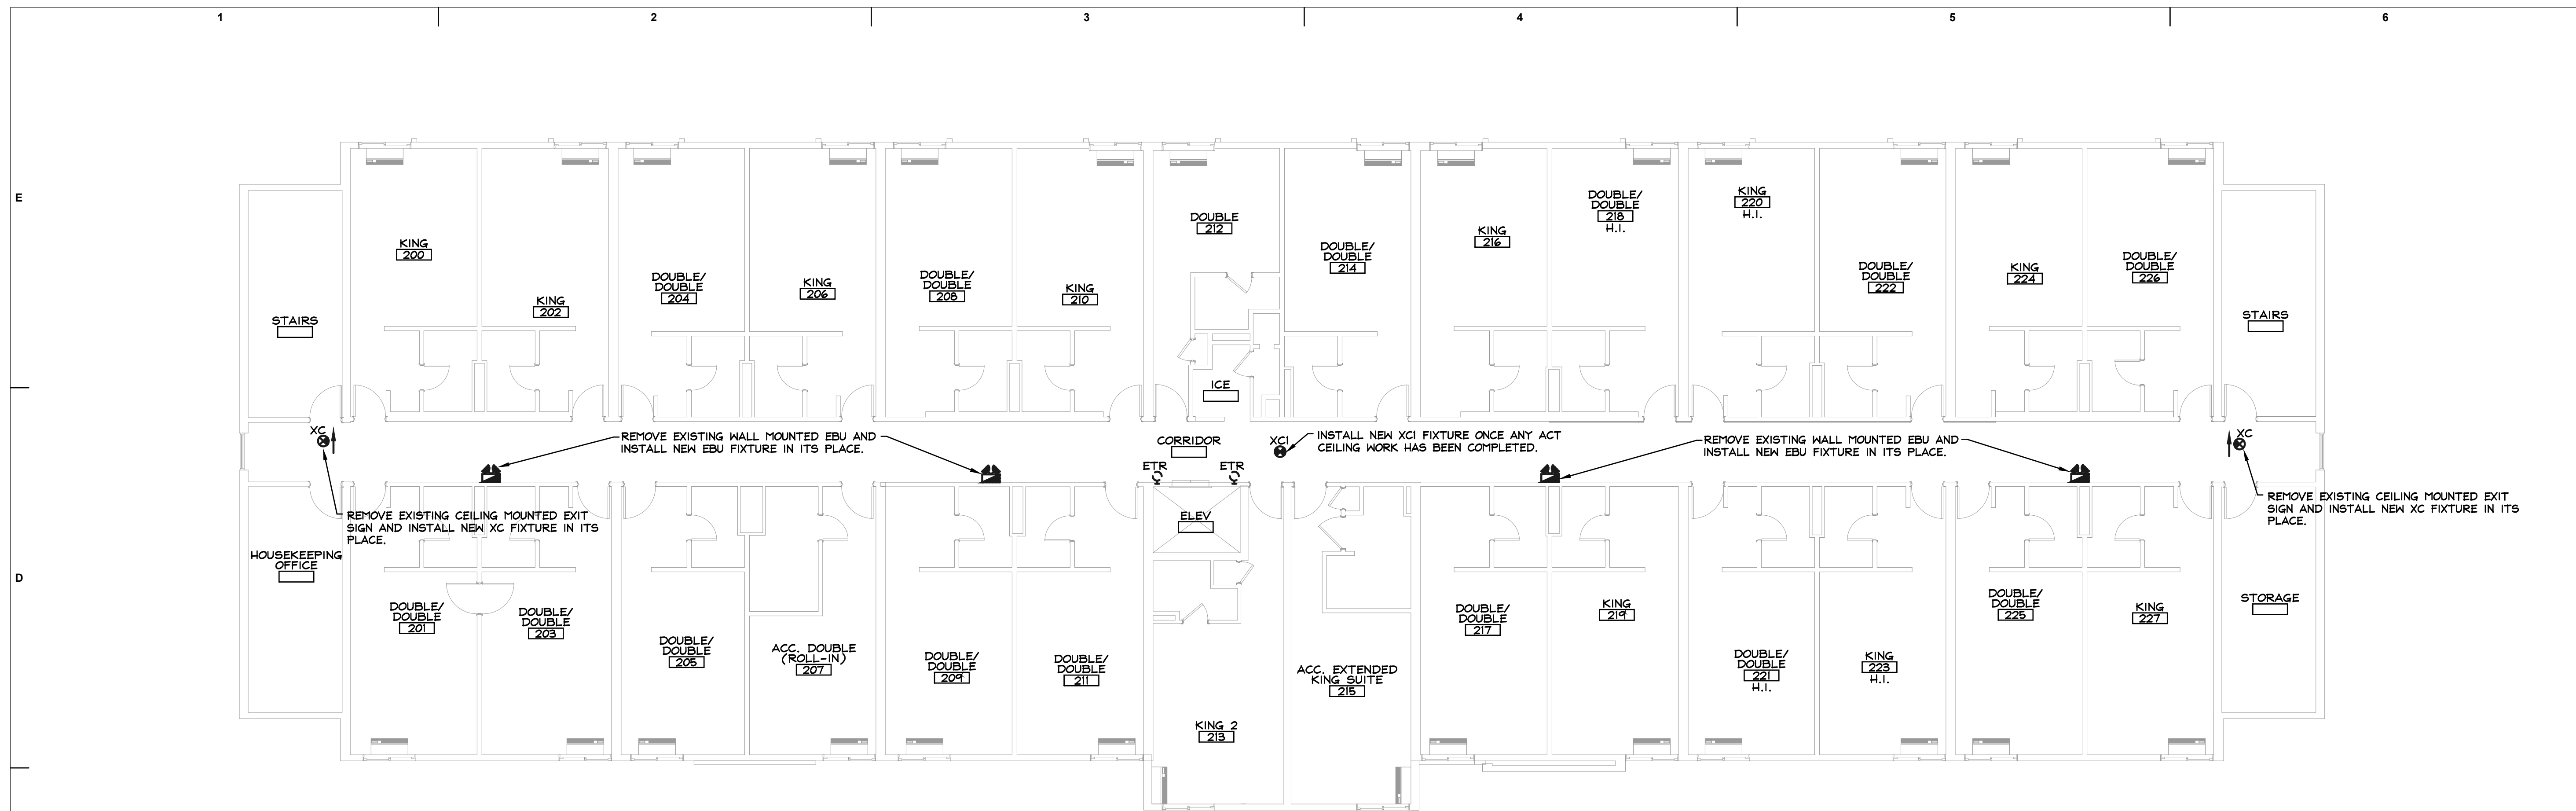 1
2
3
4
5
6
E
D
KING
200
KING
202
DOUBLE/
DOUBLE
204
KING
206
DOUBLE/
DOUBLE
208
KING
210
DOUBLE
212
DOUBLE/
DOUBLE
214
KING
216
DOUBLE/
DOUBLE
218
H.I.
KING
220
H.I.
DOUBLE/
DOUBLE
222
KING
224
DOUBLE/
DOUBLE
226
STAIRS
STAIRS
ICE
XC
REMOVE EXISTING WALL MOUNTED EBU AND
INSTALL NEW EBU FIXTURE IN ITS PLACE.
CORRIDOR
ETR
ETR
XC1
INSTALL NEW XC1 FIXTURE ONCE ANY ACT
CEILING WORK HAS BEEN COMPLETED.
REMOVE EXISTING WALL MOUNTED EBU AND
INSTALL NEW EBU FIXTURE IN ITS PLACE.
XC
REMOVE EXISTING CEILING MOUNTED EXIT
SIGN AND INSTALL NEW XC FIXTURE IN ITS
PLACE.
REMOVE EXISTING CEILING MOUNTED EXIT
SIGN AND INSTALL NEW XC FIXTURE IN ITS
PLACE.
ELEV
HOUSEKEEPING
OFFICE
DOUBLE/
DOUBLE
201
DOUBLE/
DOUBLE
203
DOUBLE/
DOUBLE
205
ACC. DOUBLE
(ROLL-IN)
207
DOUBLE/
DOUBLE
209
DOUBLE/
DOUBLE
211
KING 2
213
ACC. EXTENDED
KING SUITE
215
DOUBLE/
DOUBLE
217
KING
219
DOUBLE/
DOUBLE
221
H.I.
KING
223
H.I.
DOUBLE/
DOUBLE
225
KING
227
STORAGE